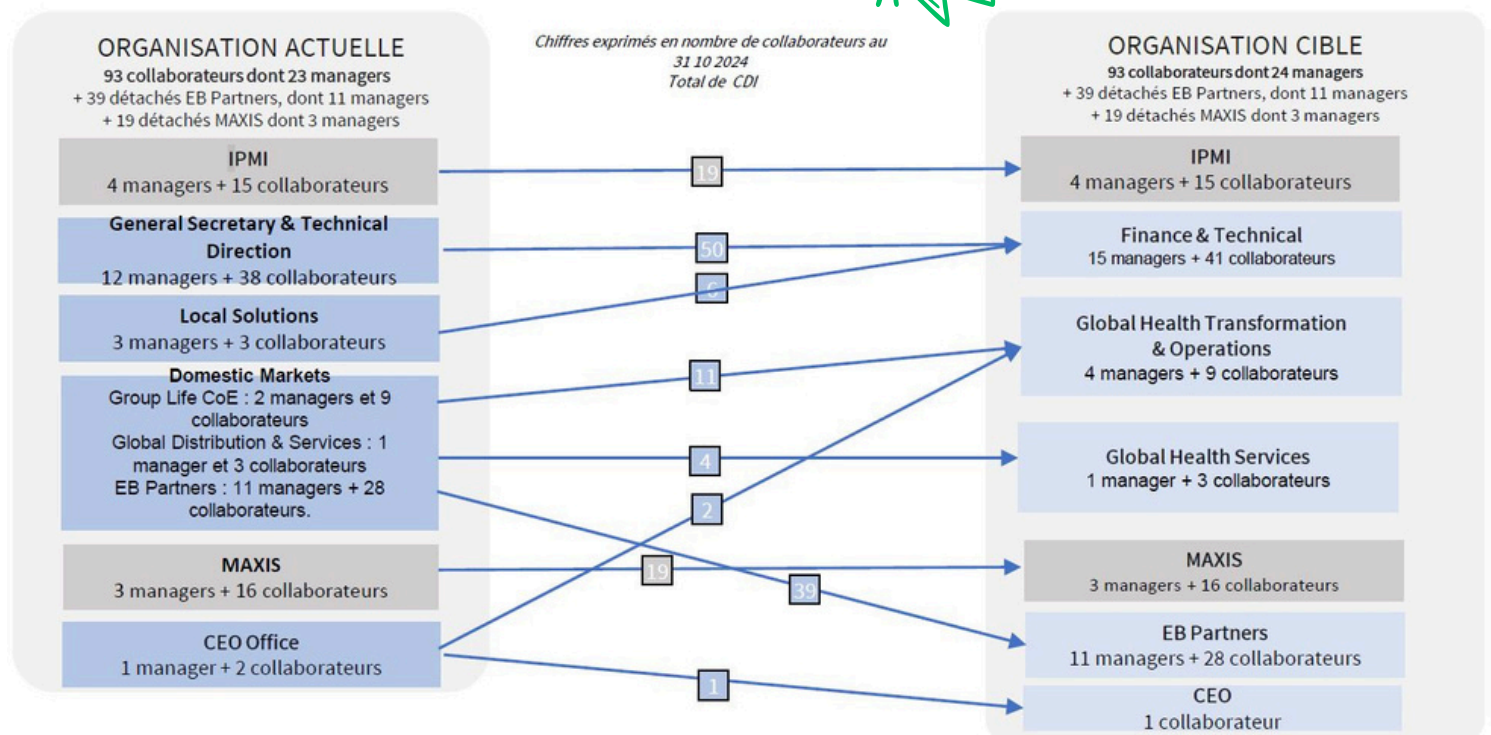 ORGANISATION ACTUELLE
93 collaborateurs dont 23 managers
+ 39 détachés EB Partners, dont 11 managers
+ 19 détachés MAXIS dont 3 managers
IPMI
4 managers + 15 collaborateurs
General Secretary & Technical
Direction
12 managers + 38 collaborateurs
Local Solutions
3 managers + 3 collaborateurs
Domestic Markets
Group Life CoE : 2 managers et 9
collaborateurs
Global Distribution & Services : 1
manager et 3 collaborateurs
EB Partners : 11 managers + 28
collaborateurs.
MAXIS
3 managers + 16 collaborateurs
CEO Office
1 manager + 2 collaborateurs
Chiffres exprimés en nombre de collaborateurs au
31 10 2024
Total de CDI
19
50
6
11
4
2
19
39
1
ORGANISATION CIBLE
93 collaborateurs dont 24 managers
+ 39 détachés EB Partners, dont 11 managers
+ 19 détachés MAXIS dont 3 managers
IPMI
4 managers + 15 collaborateurs
Finance & Technical
15 managers + 41 collaborateurs
Global Health Transformation
& Operations
4 managers + 9 collaborateurs
Global Health Services
1 manager + 3 collaborateurs
MAXIS
3 managers + 16 collaborateurs
EB Partners
11 managers + 28 collaborateurs
CEO
1 collaborateur